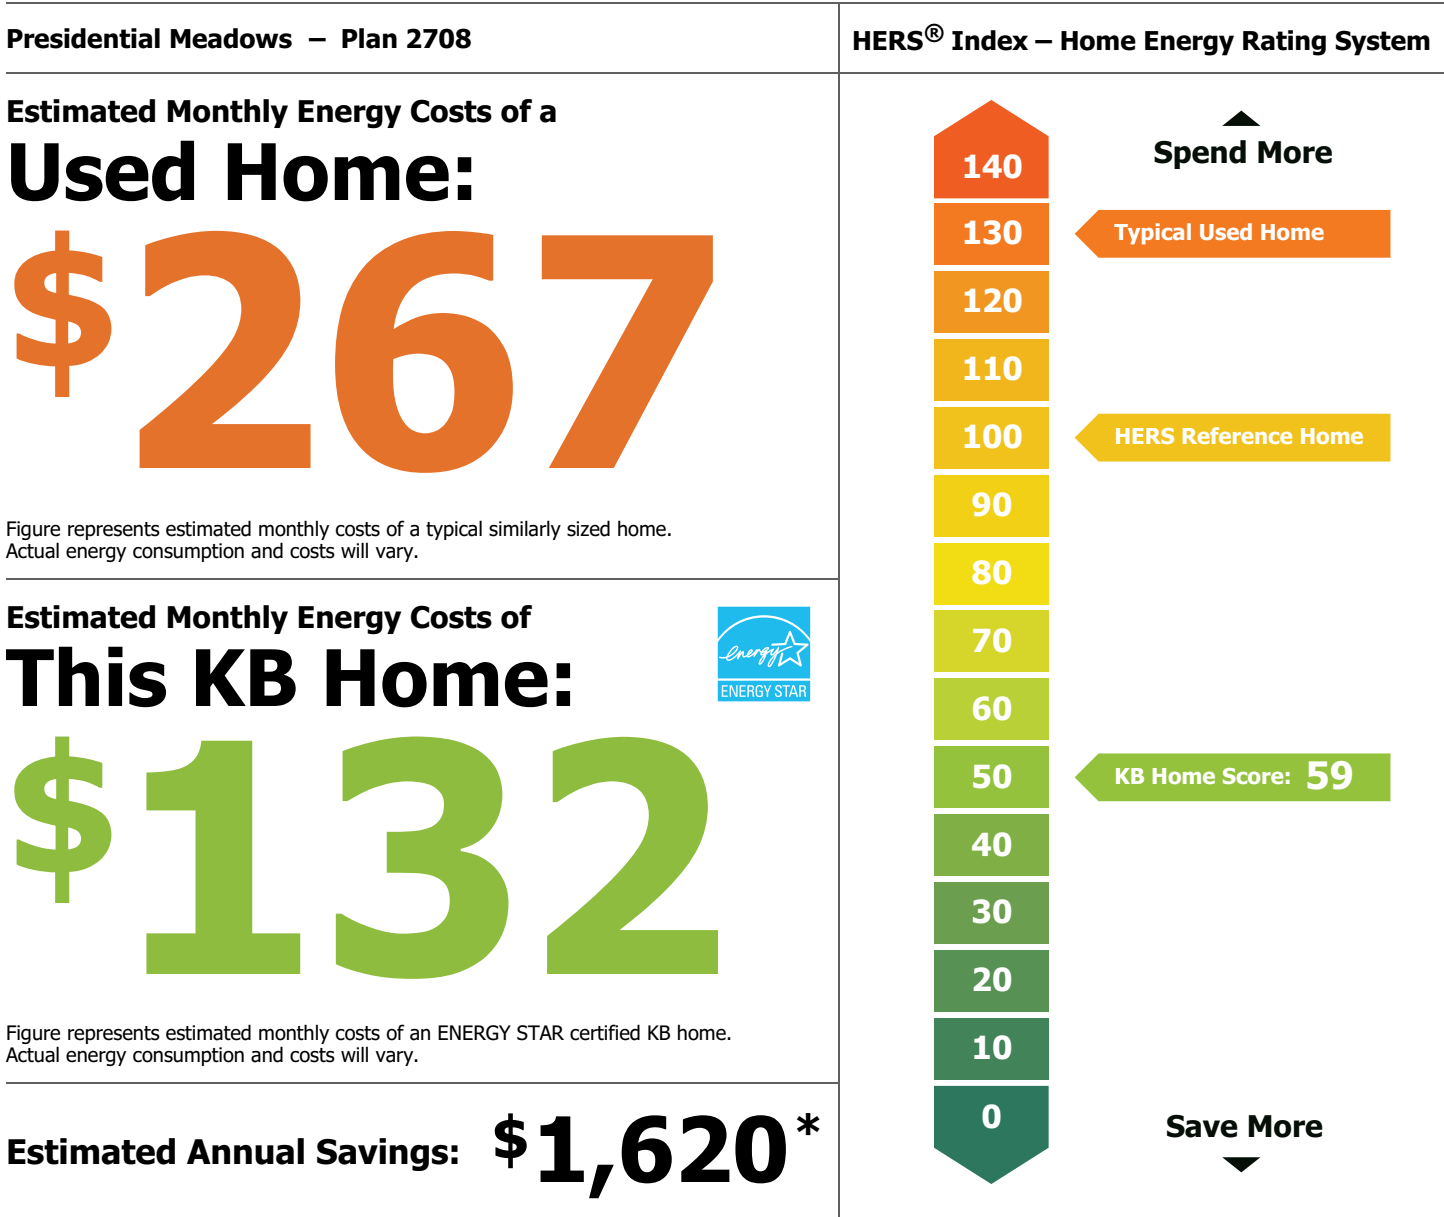 Presidential Meadows – Plan 2708
Estimated Monthly Energy Costs of a
Used Home:
$267
Figure represents estimated monthly costs of a typical similarly sized home.
Actual energy consumption and costs will vary.
Estimated Monthly Energy Costs of
This KB Home:
energy
ENERGY STAR
$132
Figure represents estimated monthly costs of an ENERGY STAR certified KB home.
Actual energy consumption and costs will vary.
Estimated Annual Savings: $1,620*
HERS® Index – Home Energy Rating System
Spend More
140
130 Typical Used Home
120
110
100 HERS Reference Home
90
80
70
60
50 KB Home Score: 59
40
30
20
10
0
Save More